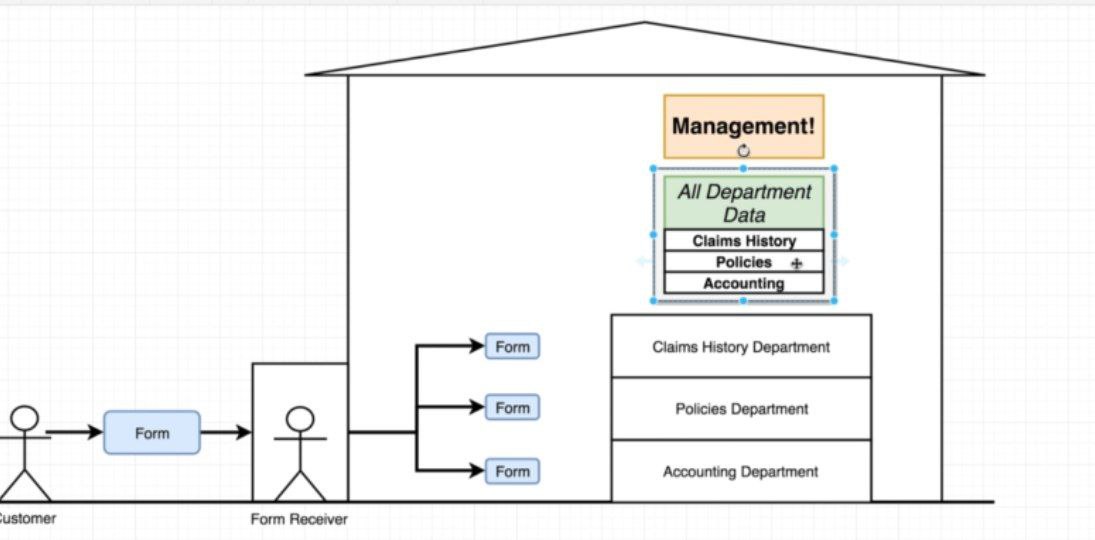 Management!
All Department
Data
Claims History
Policies
Accounting
Form
Claims History Department
Form
Policies Department
Form
Form
Accounting Department
Customer
Form Receiver